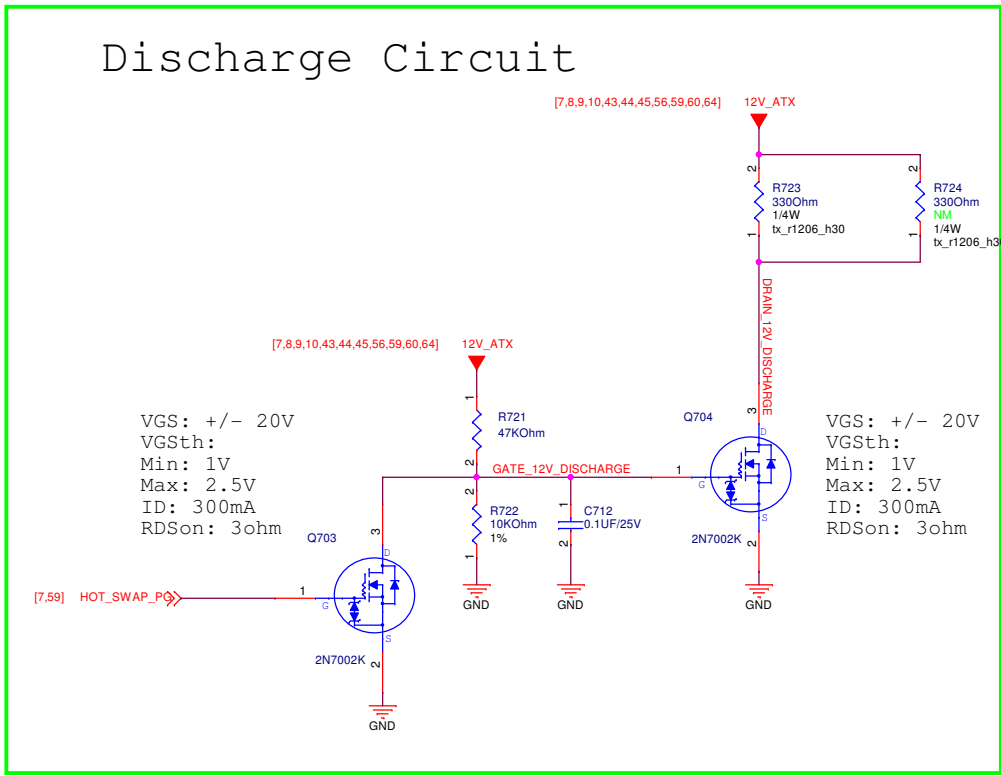 Discharge Circuit
[7,8,9,10,43,44,45,56,59,60,64] 12V_ATX
2
R723
330Ohm
1/4W
tx_r1206_h30
1
2
R724
330Ohm
NM
1/4W
tx_r1206_h30
1
DRAIN_12V_DISCHARGE
[7,8,9,10,43,44,45,56,59,60,64] 12V_ATX
1
R721
47KOhm
2
GATE_12V_DISCHARGE
VGS: +/- 20V
VGSth:
Min: 1V
Max: 2.5V
ID: 300mA
RDSon: 3ohm
2
R722
10KOhm
1%
1
GND
1
C712
0.1UF/25V
2
GND
Q704
3
D
1
G
S
2N7002K
2
GND
VGS: +/- 20V
VGSth:
Min: 1V
Max: 2.5V
ID: 300mA
RDSon: 3ohm
Q703
3
D
[7,59] HOT_SWAP_PG
1
G
S
2N7002K
2
GND